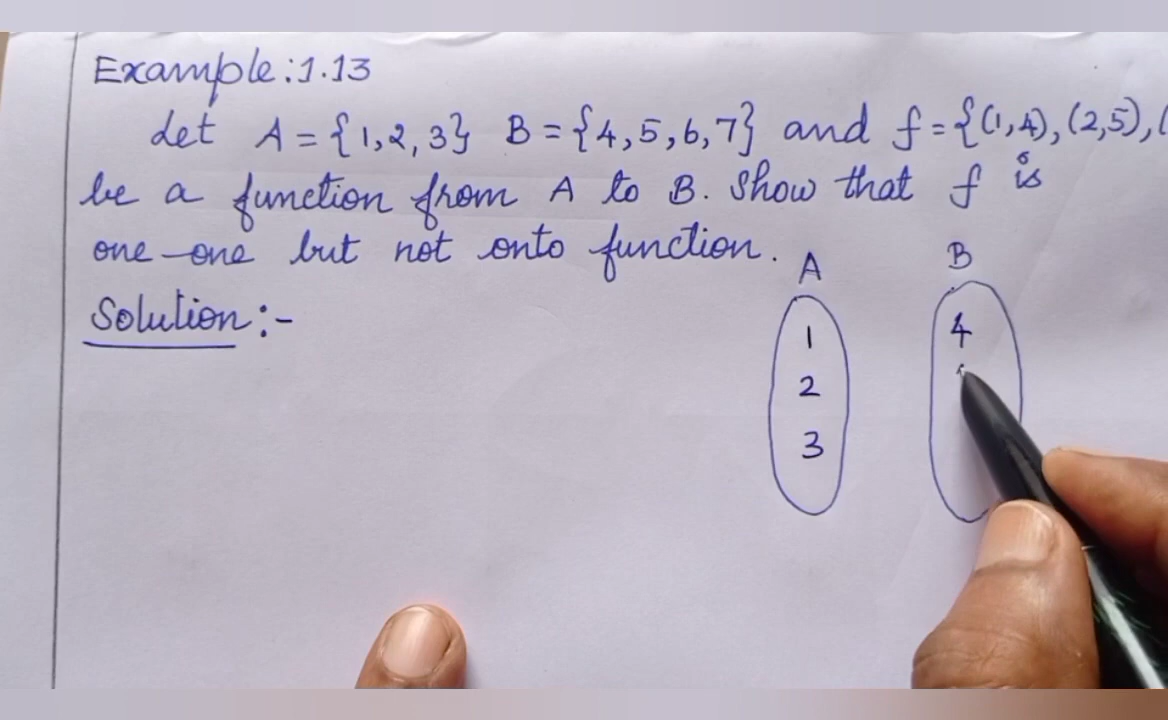 Example:1.13
Let A = {1,2,3} B = {4,5,6,7} and f = {(1,4),(2,5),(
be a function from A to B. Show that f is
one-one but not onto function.
A B
Solution:-
1 4
2
3